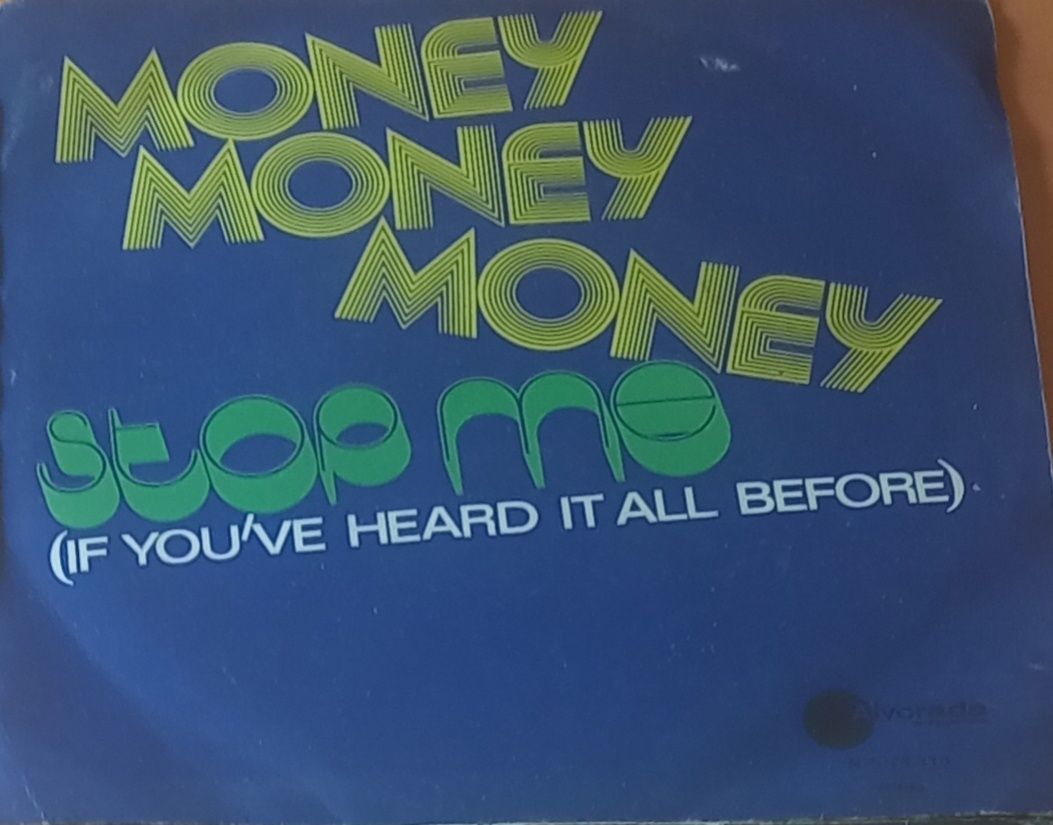 MONEY
MONEY
MONEY
Stop me
(IF YOU'VE HEARD IT ALL BEFORE)
Alvorada